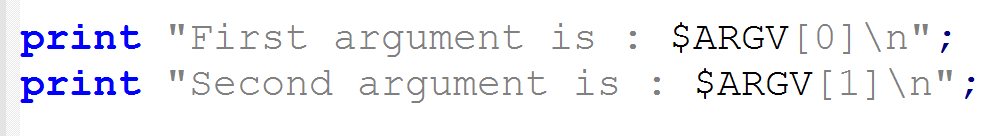 print "First argument is : $ARGV[0]\n";
print "Second argument is : $ARGV[1]\n";